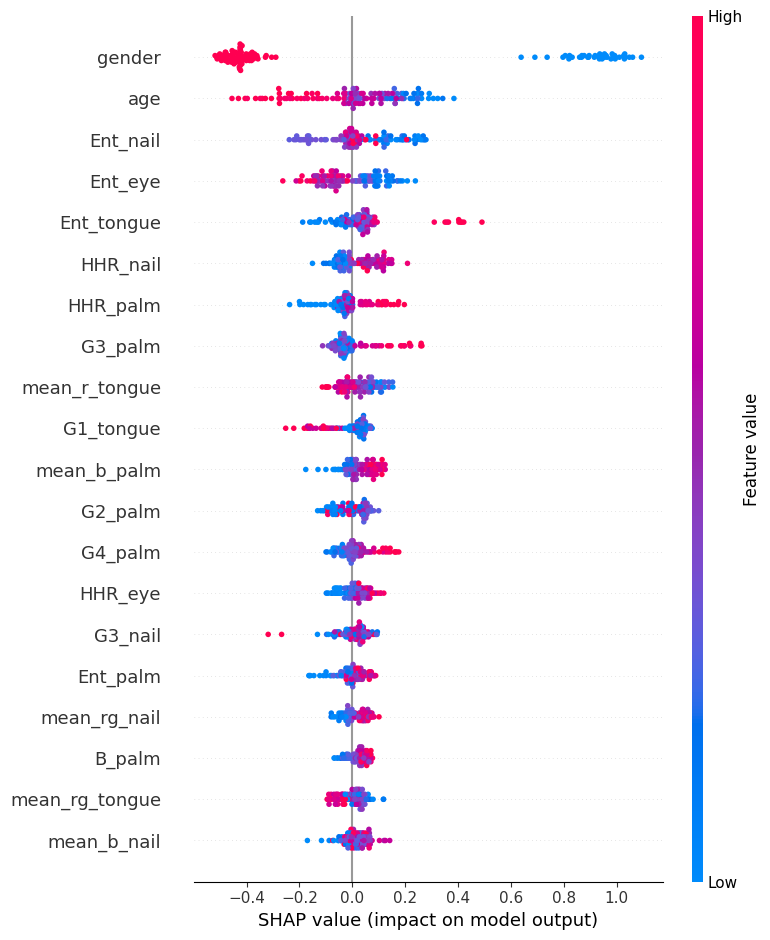 High
gender
age
Ent_nail
Ent_eye
Ent_tongue
HHR_nail
HHR_palm
G3_palm
mean_r_tongue
G1_tongue
mean_b_palm
G2_palm
G4_palm
HHR_eye
G3_nail
Ent_palm
mean_rg_nail
B_palm
mean_rg_tongue
mean_b_nail
Feature value
Low
−0.4 −0.2 0.0 0.2 0.4 0.6 0.8 1.0
SHAP value (impact on model output)